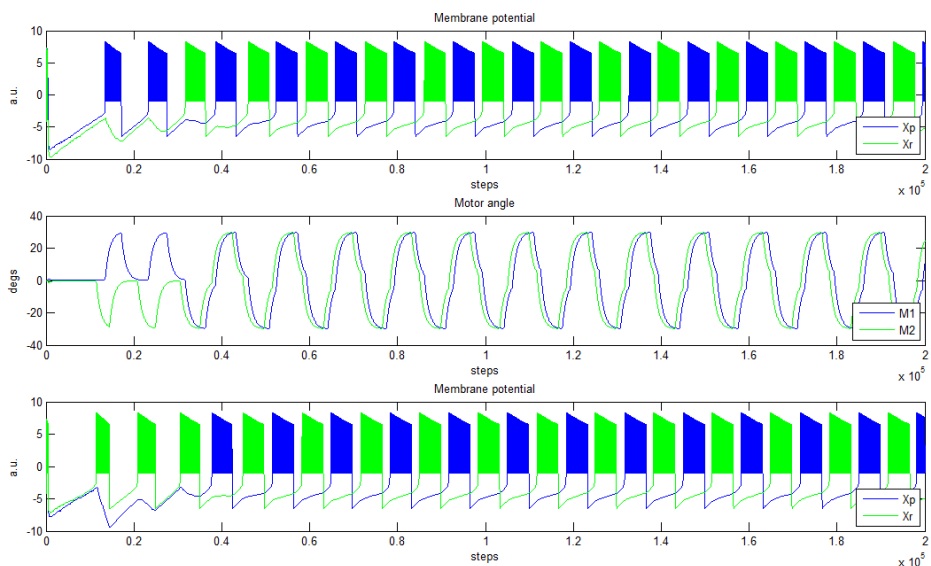 Membrane potential
10
5
0
-5
-10
a.u.
Xp
Xr
0 0.2 0.4 0.6 0.8 1 1.2 1.4 1.6 1.8 2
steps
x 10^5
Motor angle
40
20
0
-20
-40
degs
M1
M2
0 0.2 0.4 0.6 0.8 1 1.2 1.4 1.6 1.8 2
steps
x 10^5
Membrane potential
10
5
0
-5
-10
a.u.
Xp
Xr
0 0.2 0.4 0.6 0.8 1 1.2 1.4 1.6 1.8 2
steps
x 10^5